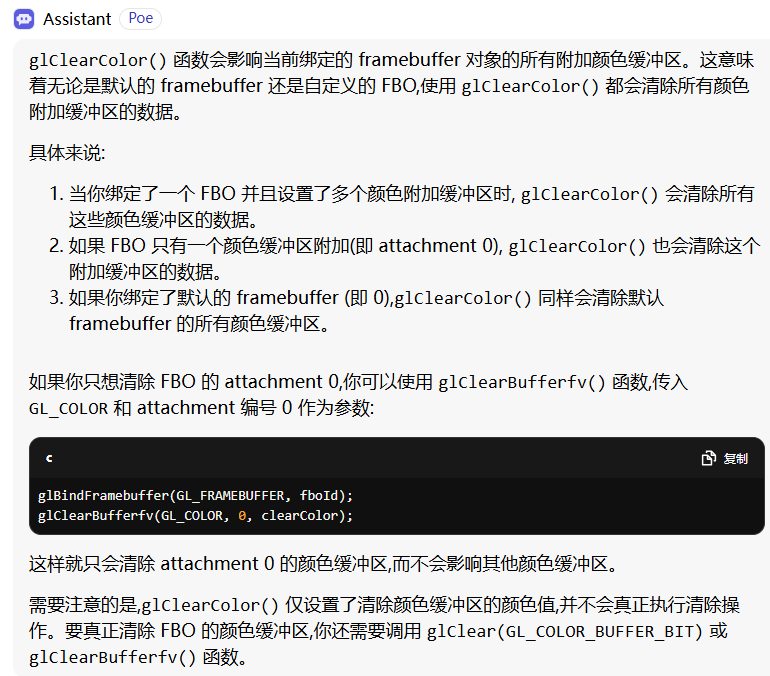 Assistant Poe
glClearColor() 函数会影响当前绑定的 framebuffer 对象的所有附加颜色缓冲区。这意味
着无论是默认的 framebuffer 还是自定义的 FBO,使用 glClearColor() 都会清除所有颜色
附加缓冲区的数据。
具体来说:
1. 当你绑定了一个 FBO 并且设置了多个颜色附加缓冲区时, glClearColor() 会清除所有
这些颜色缓冲区的数据。
2. 如果 FBO 只有一个颜色缓冲区附加(即 attachment 0), glClearColor() 也会清除这个
附加缓冲区的数据。
3. 如果你绑定了默认的 framebuffer (即 0),glClearColor() 同样会清除默认
framebuffer 的所有颜色缓冲区。
如果你只想清除 FBO 的 attachment 0,你可以使用 glClearBufferfv() 函数,传入
GL_COLOR 和 attachment 编号 0 作为参数:
c 复制
glBindFramebuffer(GL_FRAMEBUFFER, fboId);
glClearBufferfv(GL_COLOR, 0, clearColor);
这样就只会清除 attachment 0 的颜色缓冲区,而不会影响其他颜色缓冲区。
需要注意的是,glClearColor() 仅设置了清除颜色缓冲区的颜色值,并不会真正执行清除操
作。要真正清除 FBO 的颜色缓冲区,你还需要调用 glClear(GL_COLOR_BUFFER_BIT) 或
glClearBufferfv() 函数。